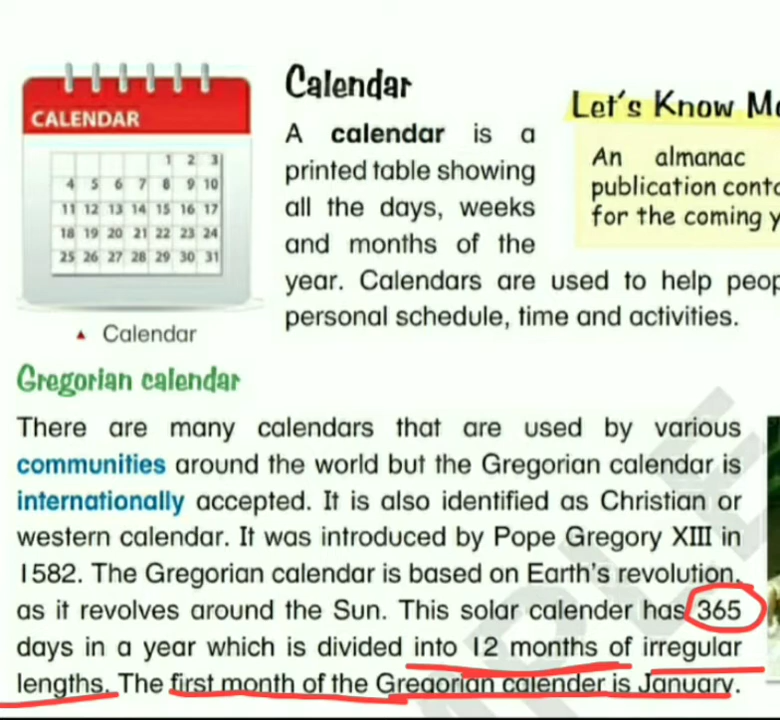 CALENDAR
1 2 3
4 5 6 7 8 9 10
11 12 13 14 15 16 17
18 19 20 21 22 23 24
25 26 27 28 29 30 31
▲ Calendar
Calendar
A calendar is a
printed table showing
all the days, weeks
and months of the
year. Calendars are used to help
personal schedule, time and activities.
Let's Know
An almanac
publication
for the coming
Gregorian calendar
There are many calendars that are used by various
communities around the world but the Gregorian calendar is
internationally accepted. It is also identified as Christian or
western calendar. It was introduced by Pope Gregory XIII in
1582. The Gregorian calendar is based on Earth's revolution,
as it revolves around the Sun. This solar calender has 365
days in a year which is divided into 12 months of irregular
lengths. The first month of the Gregorian calender is January.